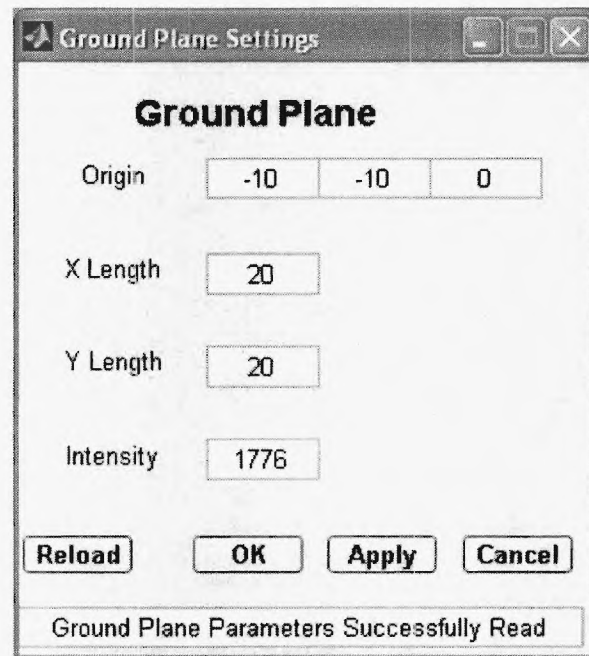 Ground Plane Settings
Ground Plane
Origin -10 -10 0
X Length 20
Y Length 20
Intensity 1776
Reload OK Apply Cancel
Ground Plane Parameters Successfully Read